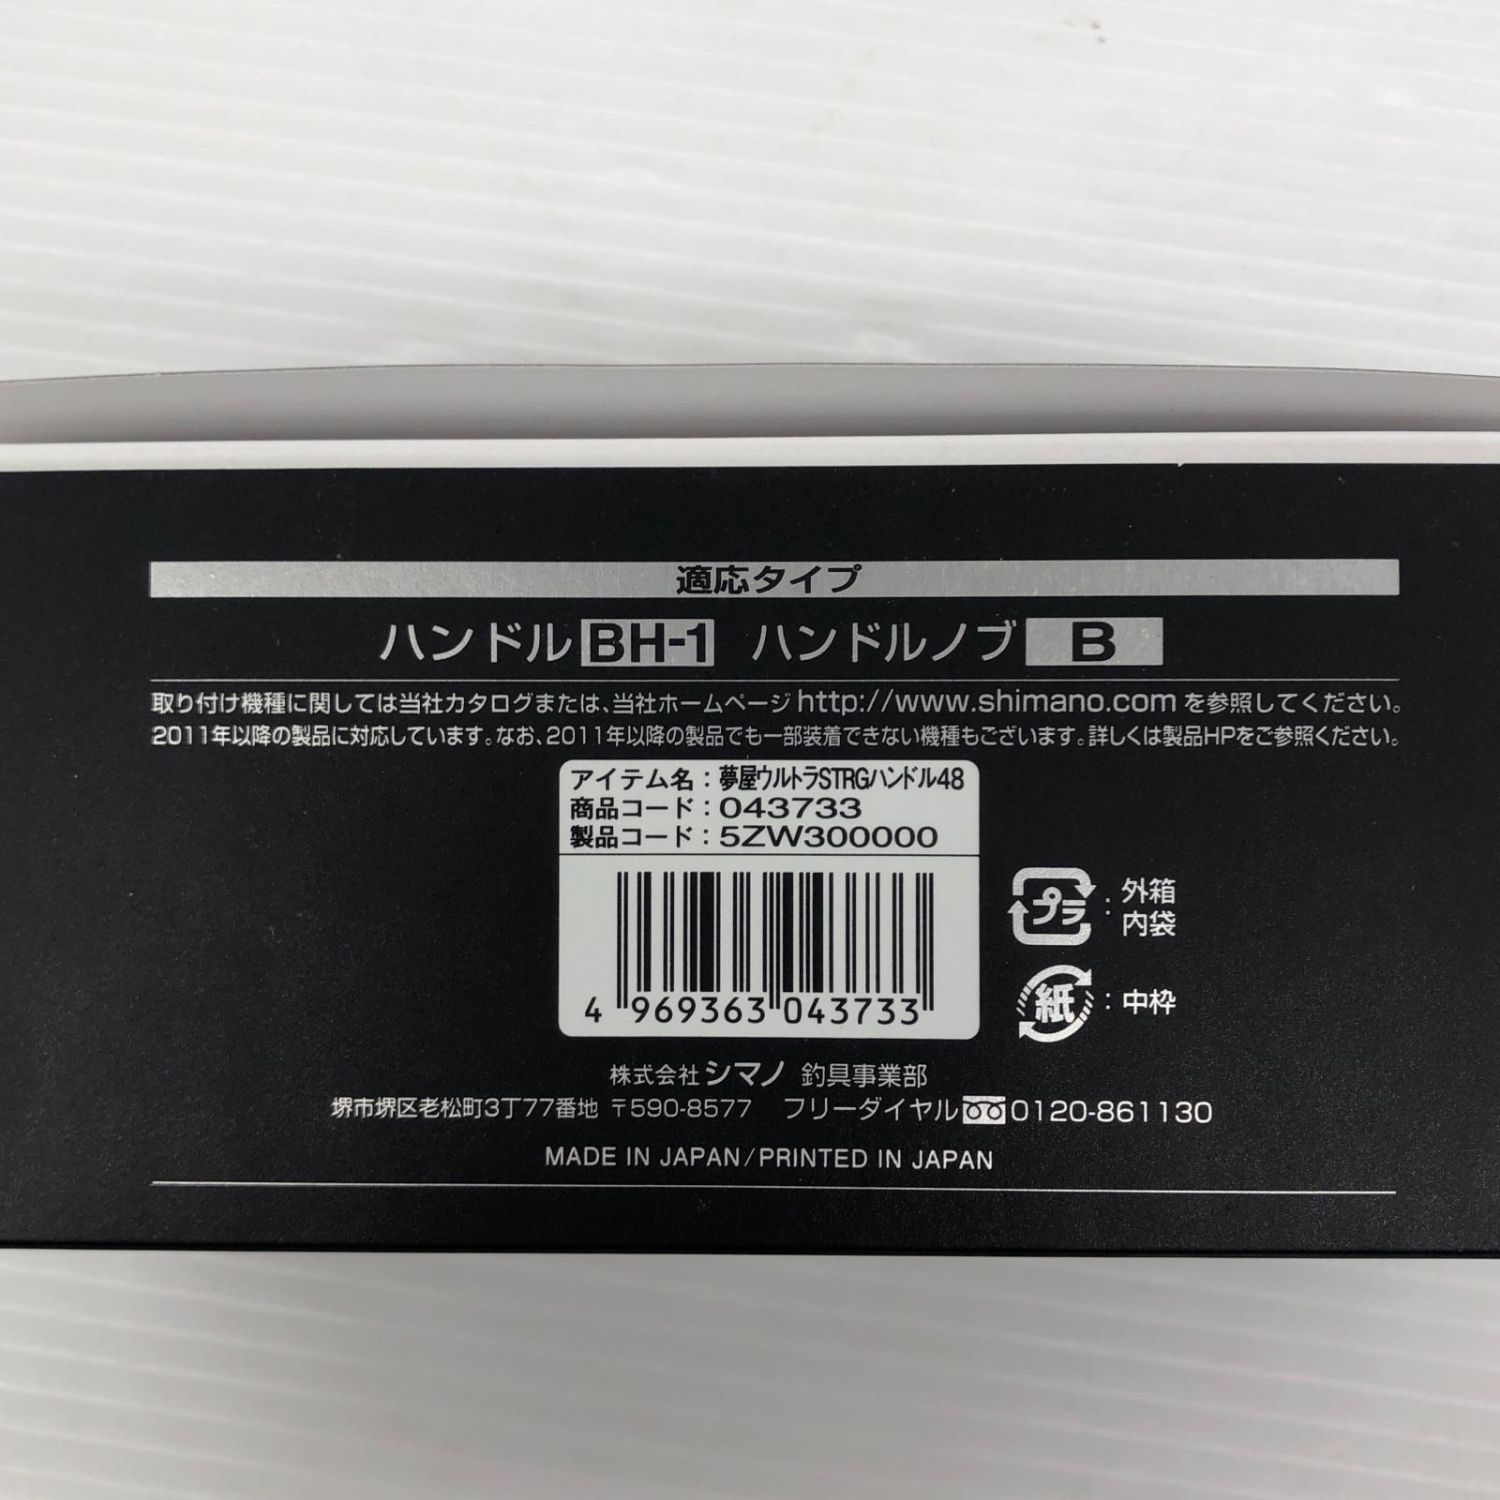 適応タイプ
ハンドル BH-1 ハンドルノブ B
取り付け機種に関しては当社カタログまたは、当社ホームページ http://www.shimano.com を参照してください。
2011年以降の製品に対応しています。なお、2011年以降の製品でも一部装着できない機種もございます。詳しくは製品HPをご参照ください。
アイテム名：夢屋ウルトラSTRGハンドル48
商品コード：043733
製品コード：5ZW300000
4 969363 043733
プラ : 外箱
内袋
紙 : 中枠
株式会社 シマノ 釣具事業部
堺市堺区老松町3丁77番地 〒590-8577 フリーダイヤル 0120-861130
MADE IN JAPAN/PRINTED IN JAPAN